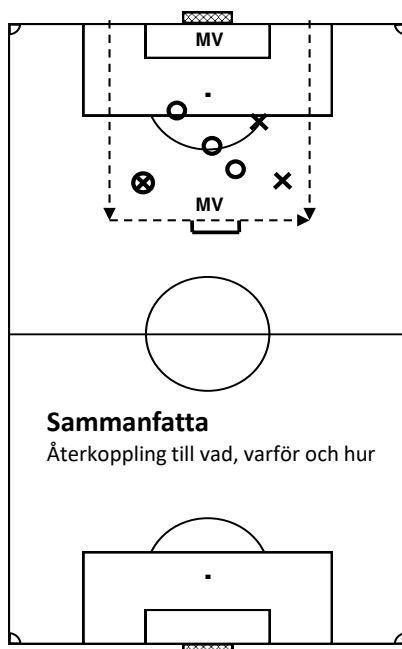 MV
MV
Sammanfatta
Återkoppling till vad, varför och hur